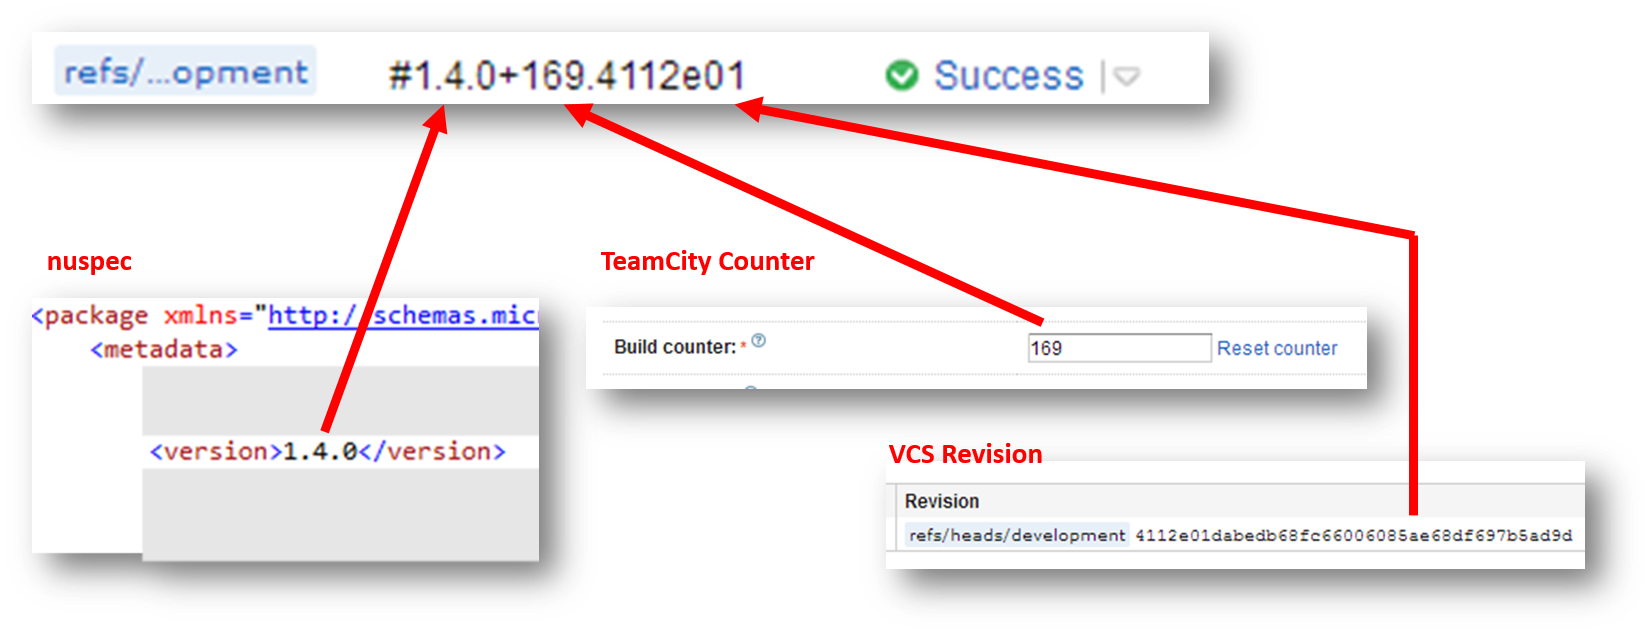 refs/...opment #1.4.0+169.4112e01 Success
nuspec
<package xmlns="http://schemas.micr
<metadata>
<version>1.4.0</version>
TeamCity Counter
Build counter: * ? 169 Reset counter
VCS Revision
Revision
refs/heads/development 4112e01dabedb68fc66006085ae68df697b5ad9d